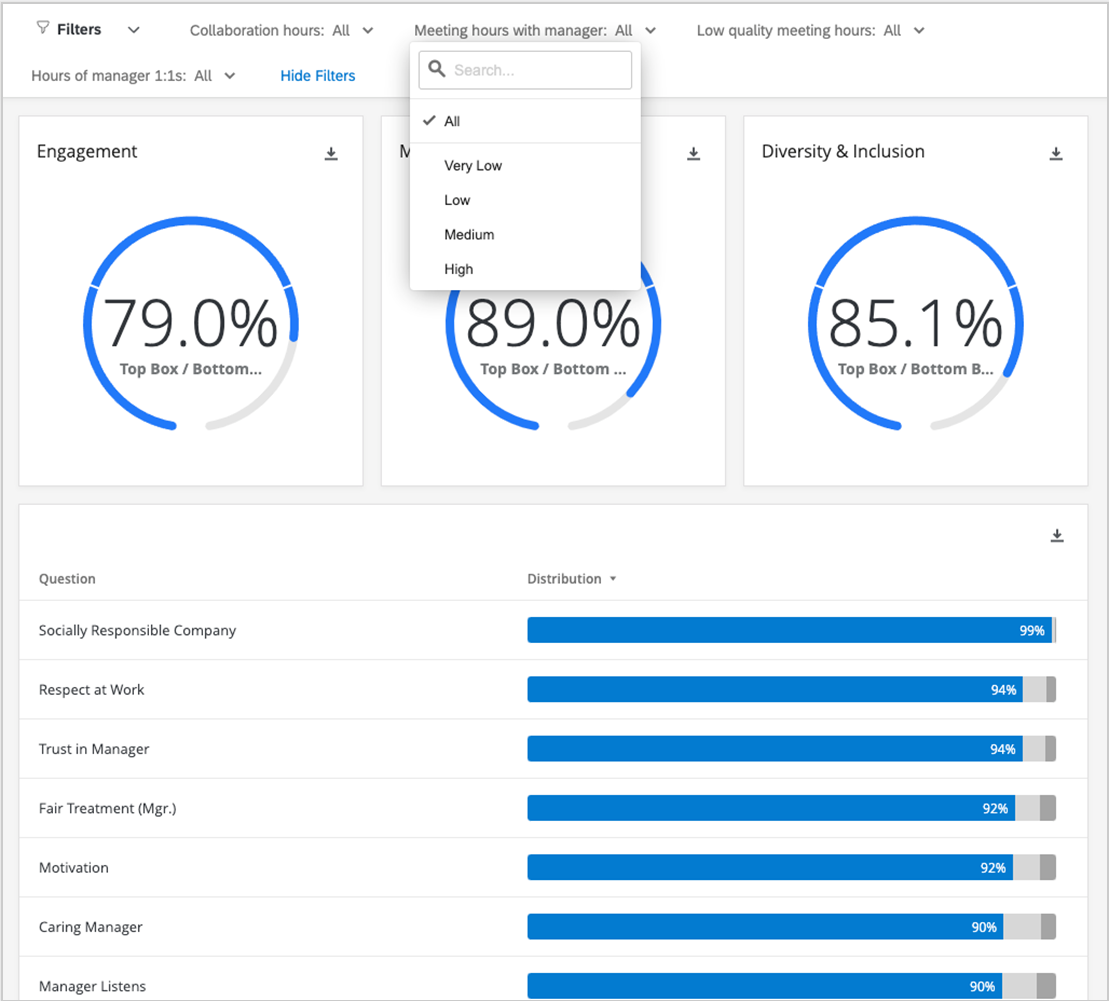 Filters Collaboration hours: All Meeting hours with manager: All Low quality meeting hours: All
Hours of manager 1:1s: All Hide Filters
Search...
All
Very Low
Low
Medium
High
Engagement
79.0%
Top Box / Bottom...
M
89.0%
Top Box / Bottom ...
Diversity & Inclusion
85.1%
Top Box / Bottom B...
Question Distribution
Socially Responsible Company 99%
Respect at Work 94%
Trust in Manager 94%
Fair Treatment (Mgr.) 92%
Motivation 92%
Caring Manager 90%
Manager Listens 90%